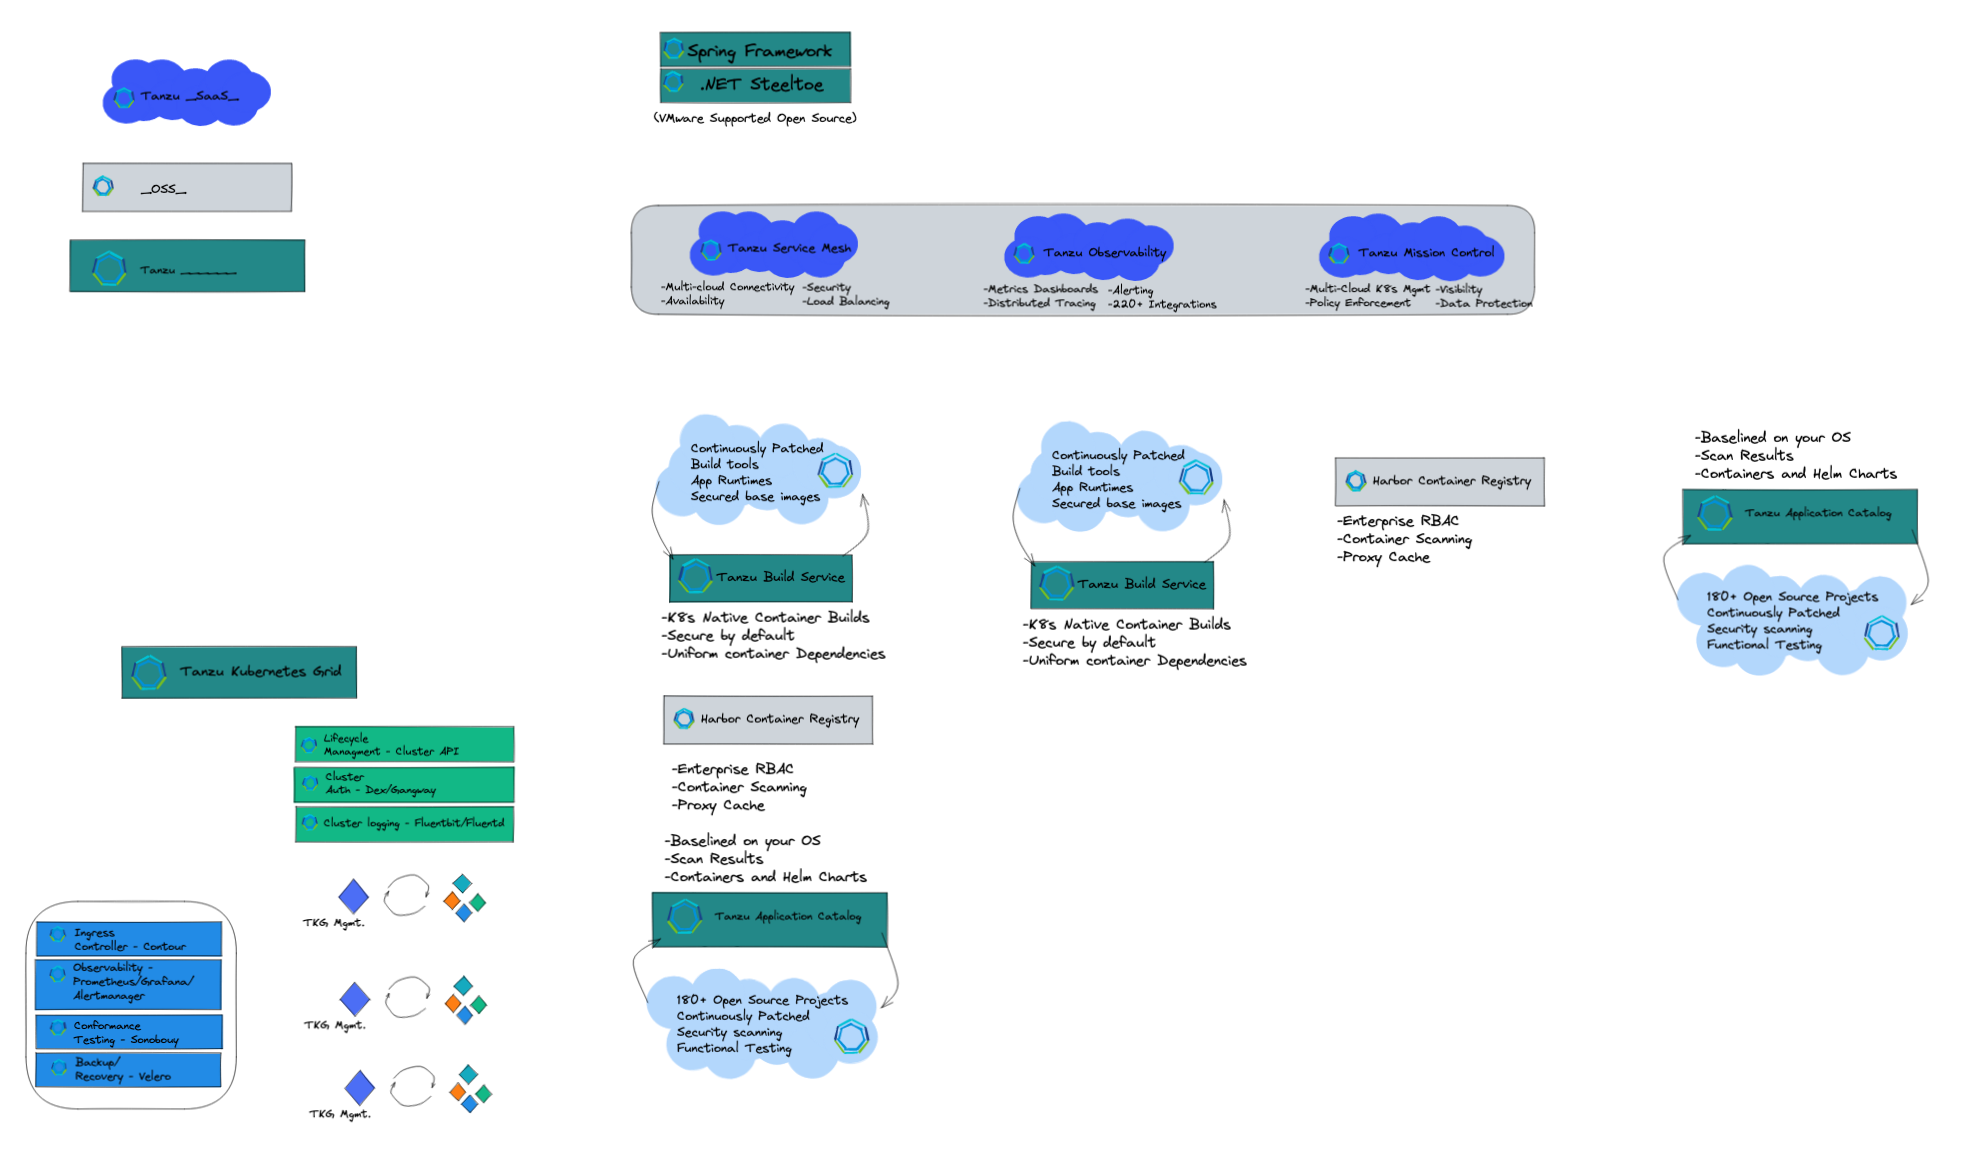 Tanzu _SaaS_
_OSS_
Tanzu ________
Spring Framework
.NET Steeltoe
(VMware Supported Open Source)
Tanzu Service Mesh
-Multi-cloud Connectivity
-Availability
-Security
-Load Balancing
Tanzu Observability
-Metrics Dashboards
-Distributed Tracing
-Alerting
-220+ Integrations
Tanzu Mission Control
-Multi-Cloud K8s Mgmt
-Policy Enforcement
-Visibility
-Data Protection
Continuously Patched
Build tools
App Runtimes
Secured base images
Tanzu Build Service
-K8s Native Container Builds
-Secure by default
-Uniform container Dependencies
Continuously Patched
Build tools
App Runtimes
Secured base images
Tanzu Build Service
-K8s Native Container Builds
-Secure by default
-Uniform container Dependencies
Harbor Container Registry
-Enterprise RBAC
-Container Scanning
-Proxy Cache
-Baselined on your OS
-Scan Results
-Containers and Helm Charts
Tanzu Application Catalog
180+ Open Source Projects
Continuously Patched
Security scanning
Functional Testing
Tanzu Kubernetes Grid
Lifecycle
Managment - Cluster API
Cluster
Auth - Dex/Gangway
Cluster logging - Fluentbit/Fluentd
TKG Mgmt.
TKG Mgmt.
TKG Mgmt.
Ingress
Controller - Contour
Observability -
Prometheus/Grafana/
Alertmanager
Conformance
Testing - Sonobouy
Backup/
Recovery - Velero
Harbor Container Registry
-Enterprise RBAC
-Container Scanning
-Proxy Cache
-Baselined on your OS
-Scan Results
-Containers and Helm Charts
Tanzu Application Catalog
180+ Open Source Projects
Continuously Patched
Security scanning
Functional Testing